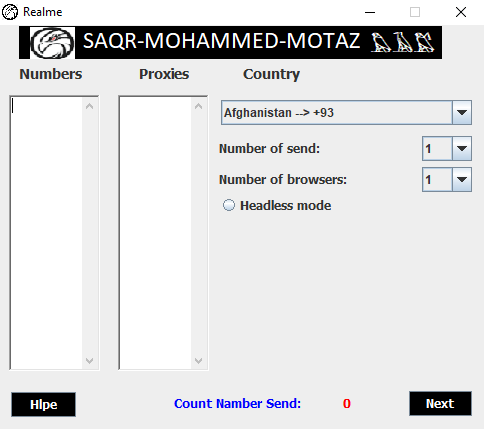 Realme
SAQR-MOHAMMED-MOTAZ
Numbers Proxies Country
Afghanistan --> +93
Number of send: 1
Number of browsers: 1
Headless mode
Hlpe Count Namber Send: 0 Next